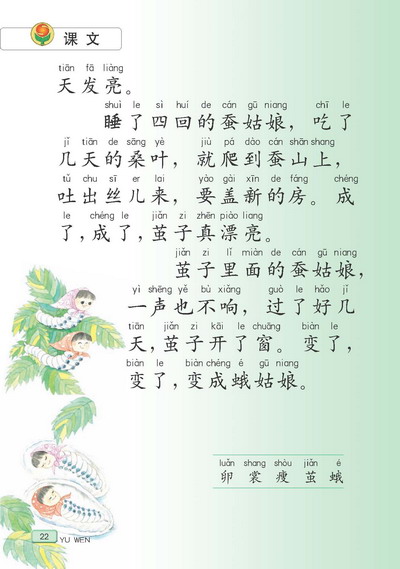 课文
tiān fā liàng
天发亮。
shuì le sì huí de cán gū niang chī le
睡了四回的蚕姑娘，吃了
jǐ tiān de sāng yè jiù pá dào cán shān shàng
几天的桑叶，就爬到蚕山上，
tǔ chu sī er lai yào gài xīn de fáng chéng
吐出丝儿来，要盖新的房。成
le chéng le jiǎn zi zhēn piào liang
了，成了，茧子真漂亮。
jiǎn zi lǐ miàn de cán gū niang
茧子里面的蚕姑娘，
yì shēng yě bù xiǎng guò le hǎo jǐ
一声也不响，过了好几
tiān jiǎn zi kāi le chuāng biàn le
天，茧子开了窗。变了，
biàn le biàn chéng é gū niang
变了，变成蛾姑娘。
luǎn shang shòu jiǎn é
卵裳瘦茧蛾
22
YU WEN